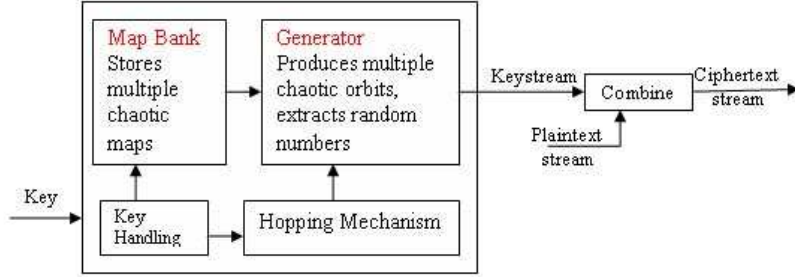 Map Bank
Stores
multiple
chaotic
maps
Generator
Produces multiple
chaotic orbits,
extracts random
numbers
Keystream
Combine
Ciphertext
stream
Plaintext
stream
Key
Key
Handling
Hopping Mechanism